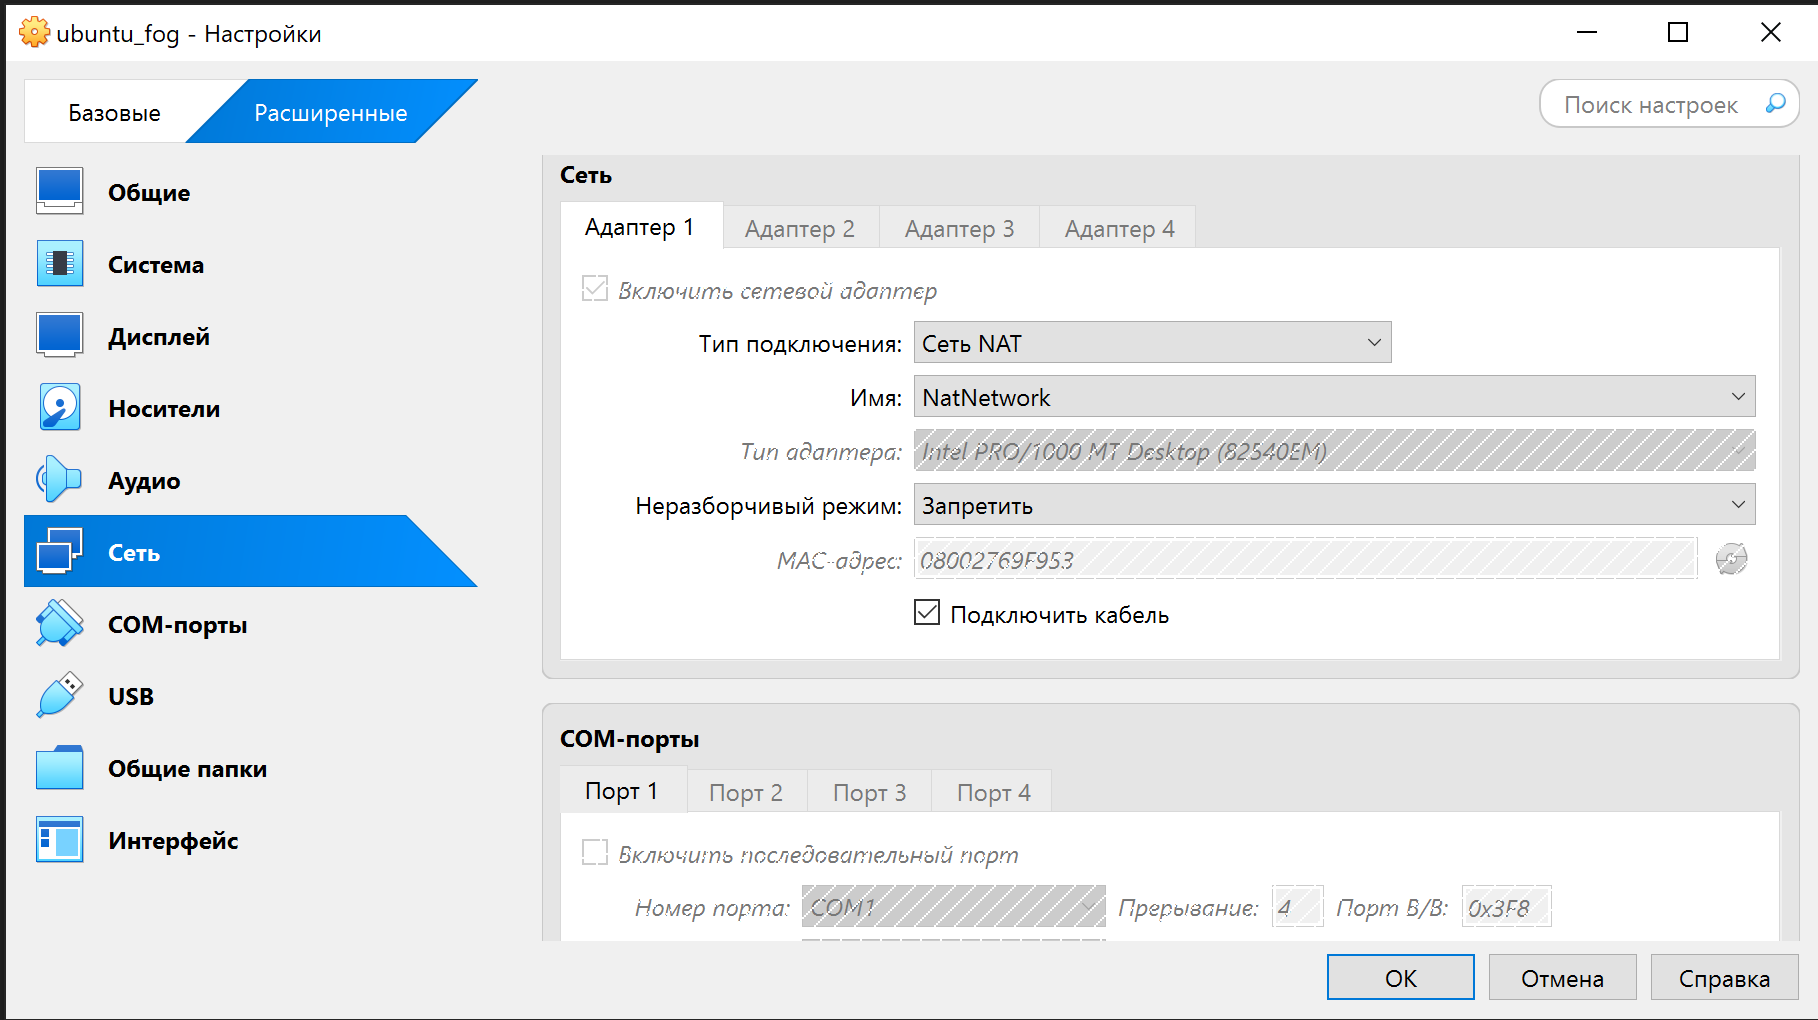 ubuntu_fog - Настройки
Базовые Расширенные
Поиск настроек
Общие
Система
Дисплей
Носители
Аудио
Сеть
COM-порты
USB
Общие папки
Интерфейс
Сеть
Адаптер 1 Адаптер 2 Адаптер 3 Адаптер 4
Включить сетевой адаптер
Тип подключения: Сеть NAT
Имя: NatNetwork
Тип адаптера: Intel PRO/1000 MT Desktop (82540EM)
Неразборчивый режим: Запретить
MAC-адрес: 08002769F953
Подключить кабель
COM-порты
Порт 1 Порт 2 Порт 3 Порт 4
Включить последовательный порт
Номер порта: COM1 Прерывание: 4 Порт В/В: 0x3F8
OK Отмена Справка